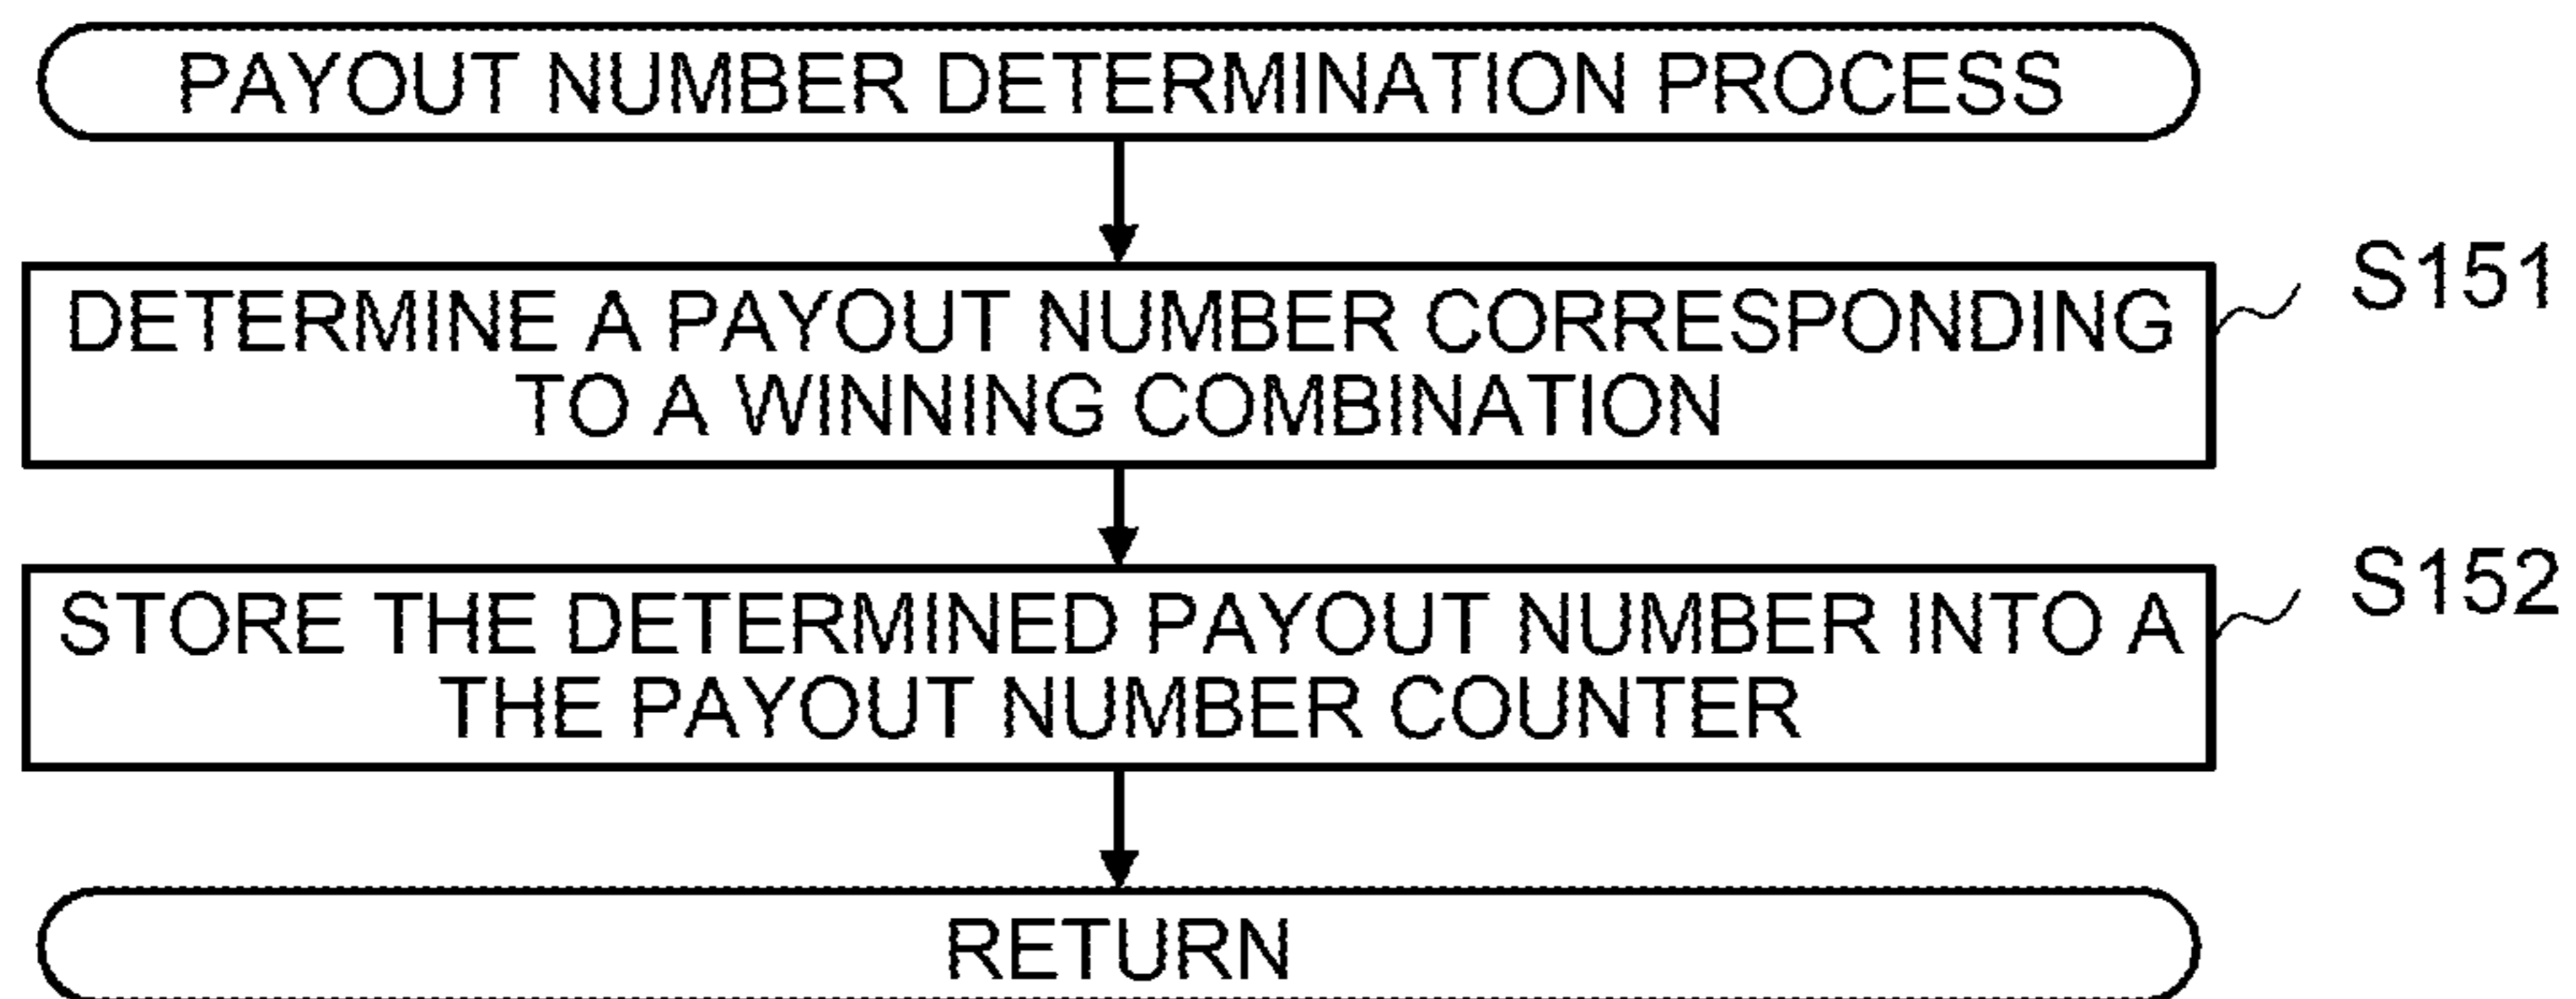 PAYOUT NUMBER DETERMINATION PROCESS
S151
DETERMINE A PAYOUT NUMBER CORRESPONDING
TO A WINNING COMBINATION
S152
STORE THE DETERMINED PAYOUT NUMBER INTO A
THE PAYOUT NUMBER COUNTER
RETURN